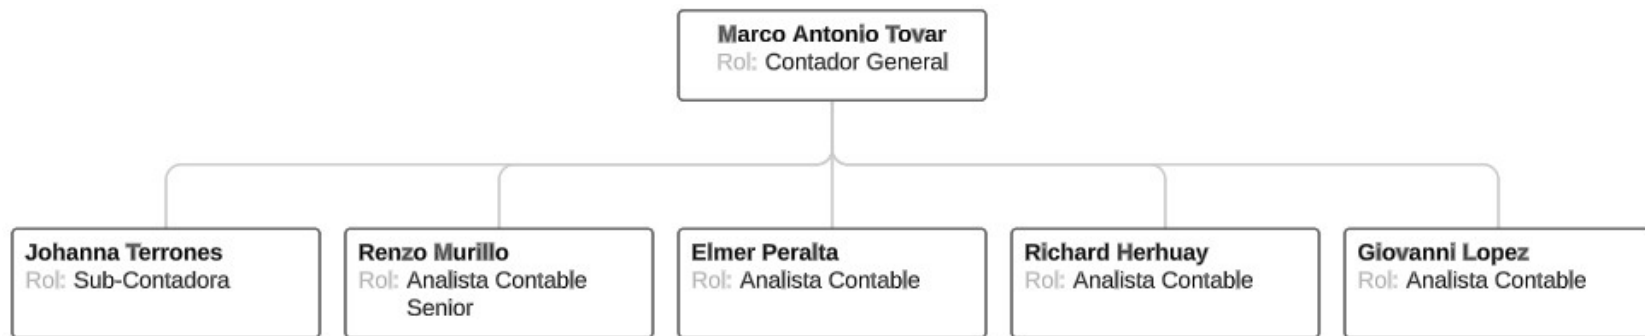 Marco Antonio Tovar
Rol: Contador General
Johanna Terrones
Rol: Sub-Contadora
Renzo Murillo
Rol: Analista Contable
Senior
Elmer Peralta
Rol: Analista Contable
Richard Herhuay
Rol: Analista Contable
Giovanni Lopez
Rol: Analista Contable